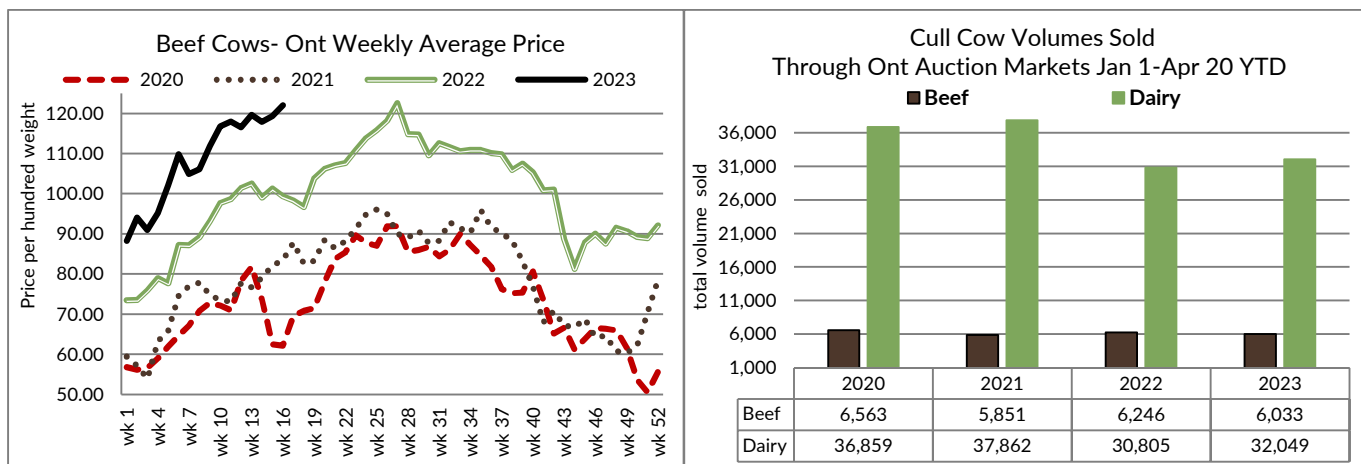 Beef Cows- Ont Weekly Average Price
2020 2021 2022 2023
Price per hundred weight
120.00
110.00
100.00
90.00
80.00
70.00
60.00
50.00
wk 1 wk 4 wk 7 wk 10 wk 13 wk 16 wk 19 wk 22 wk 25 wk 28 wk 31 wk 34 wk 37 wk 40 wk 43 wk 46 wk 49 wk 52
Cull Cow Volumes Sold
Through Ont Auction Markets Jan 1-Apr 20 YTD
Beef Dairy
total volume sold
36,000
31,000
26,000
21,000
16,000
11,000
6,000
1,000
2020 2021 2022 2023
Beef 6,563 5,851 6,246 6,033
Dairy 36,859 37,862 30,805 32,049